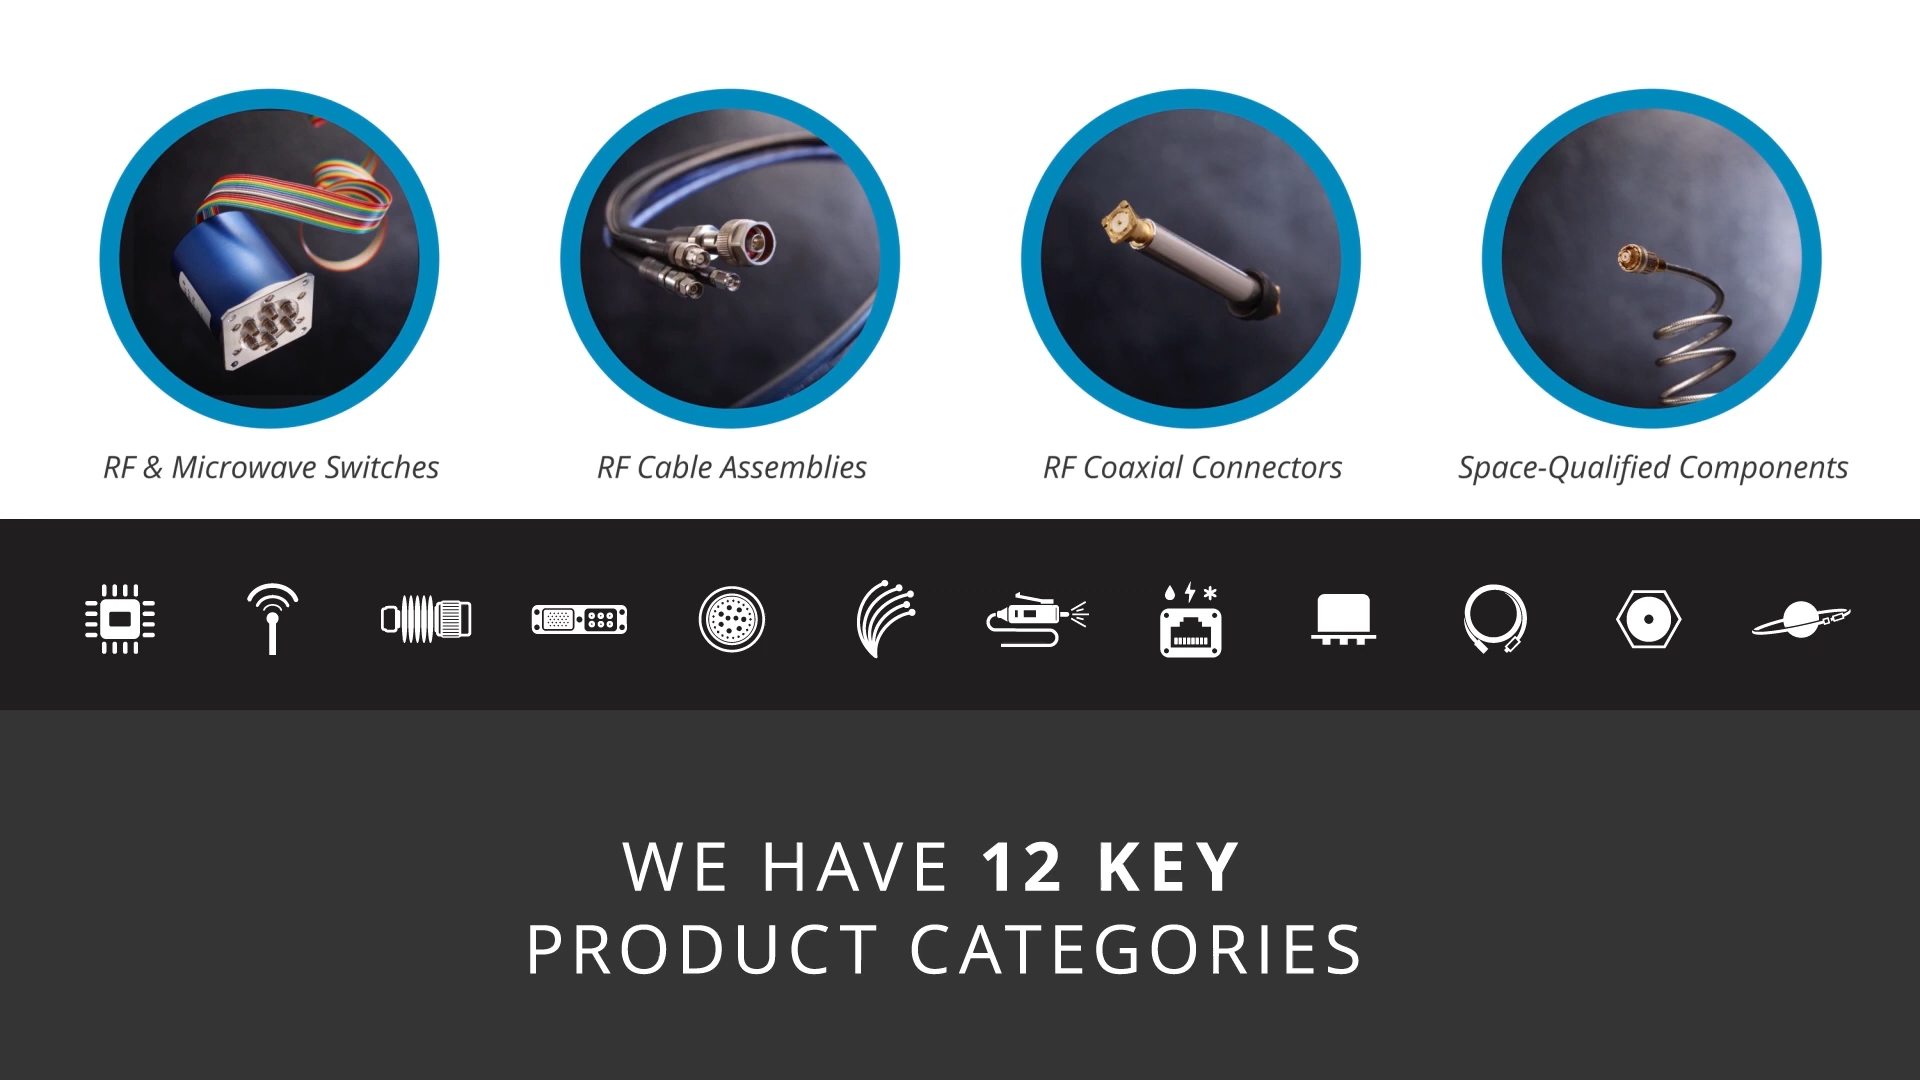 RF & Microwave Switches
RF Cable Assemblies
RF Coaxial Connectors
Space-Qualified Components
WE HAVE 12 KEY
PRODUCT CATEGORIES